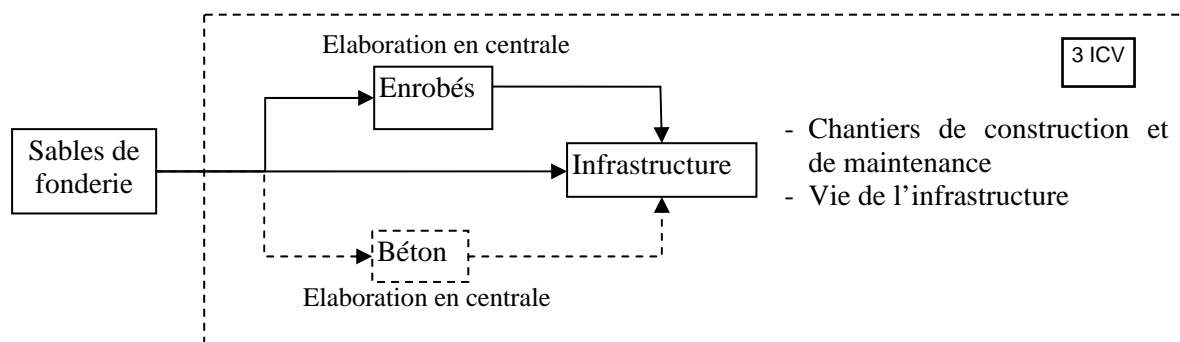 Elaboration en centrale
3 ICV
Enrobés
Sables de
fonderie
Infrastructure
- Chantiers de construction et
de maintenance
- Vie de l'infrastructure
Béton
Elaboration en centrale